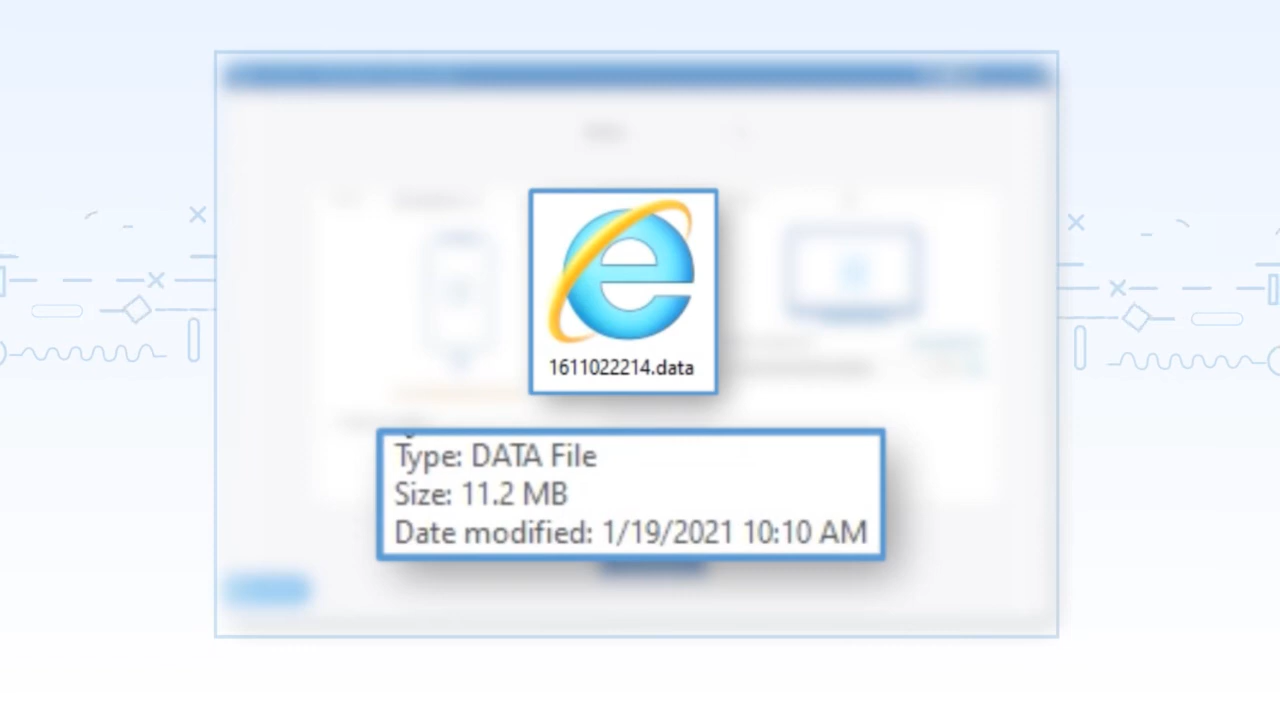 1611022214.data
Type: DATA File
Size: 11.2 MB
Date modified: 1/19/2021 10:10 AM